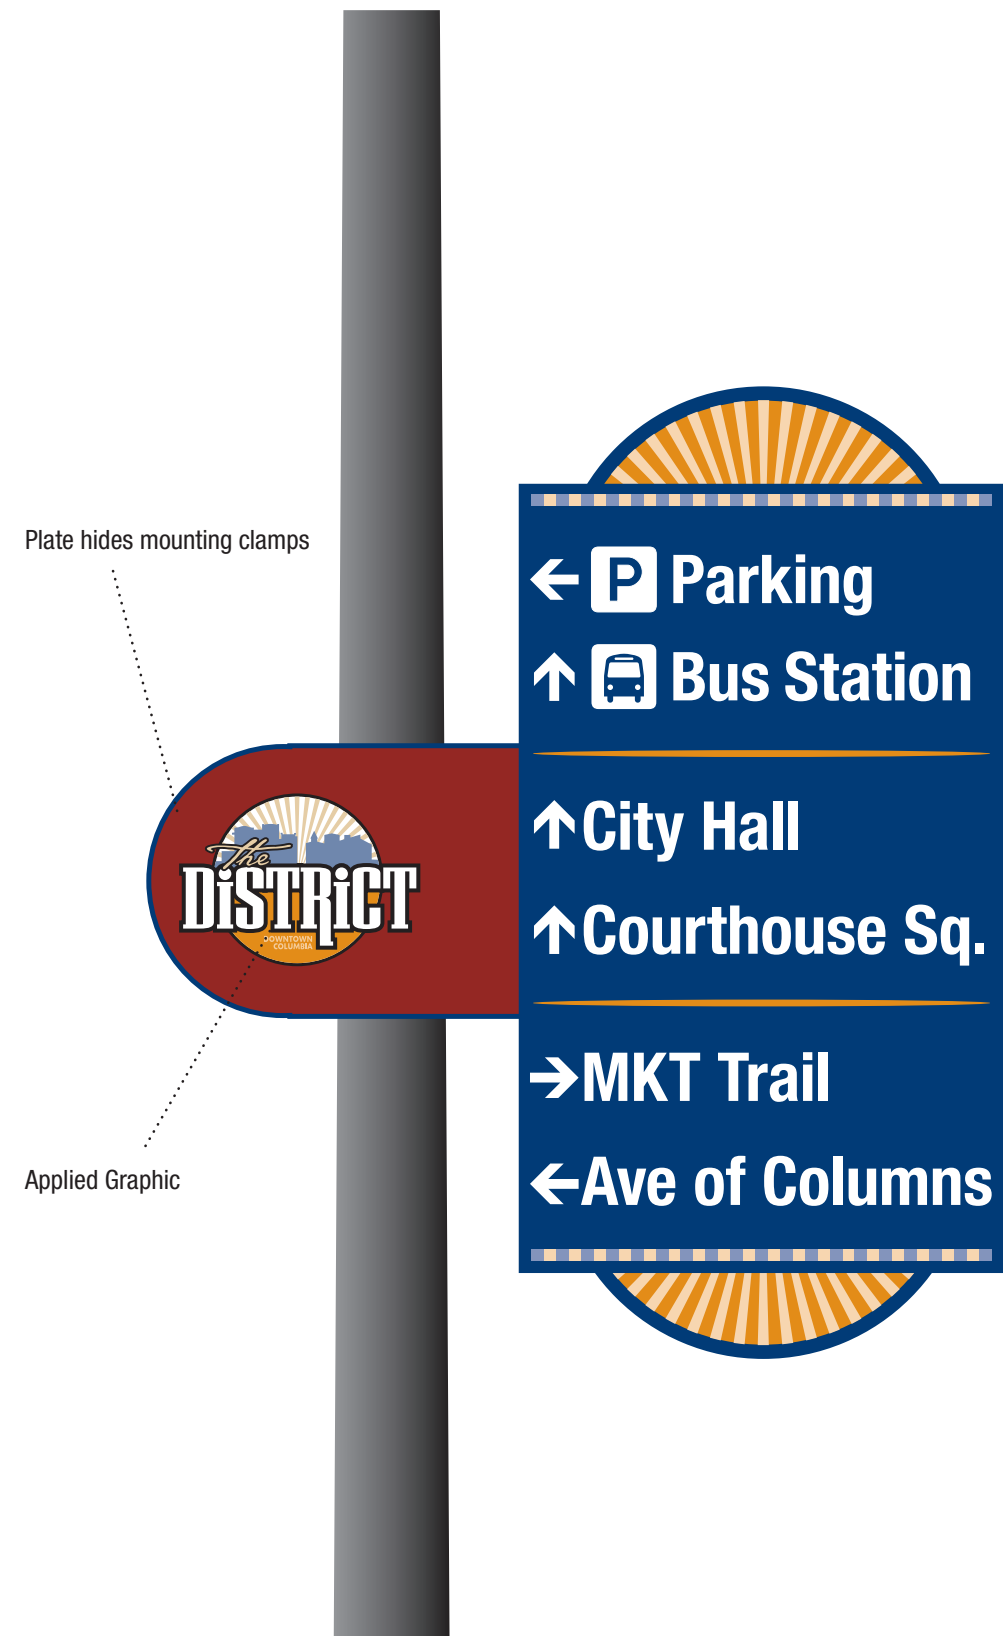 Plate hides mounting clamps
← P Parking
↑ Bus Station
The
DiSTRiCT
DOWNTOWN
COLUMBIA
↑City Hall
↑Courthouse Sq.
→MKT Trail
←Ave of Columns
Applied Graphic